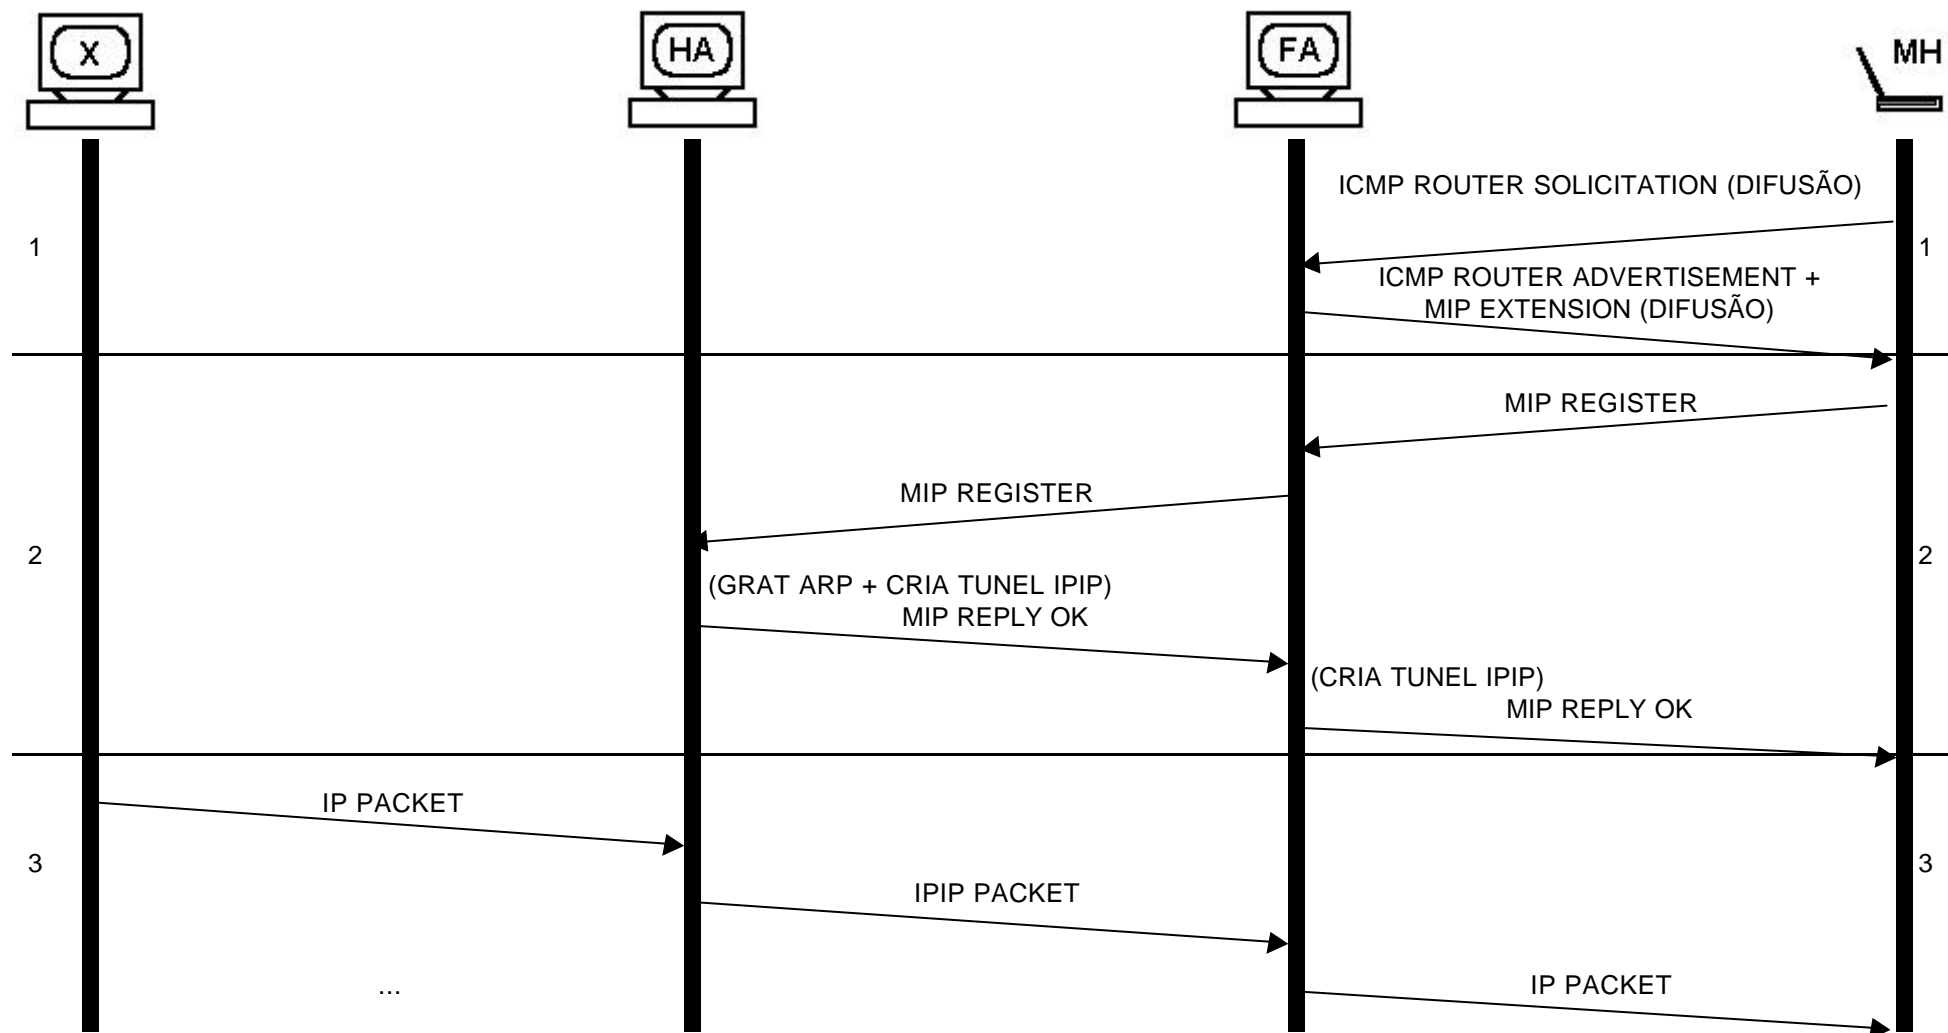 X
HA
FA
MH
ICMP ROUTER SOLICITATION (DIFUSÃO)
1
1
ICMP ROUTER ADVERTISEMENT +
MIP EXTENSION (DIFUSÃO)
MIP REGISTER
MIP REGISTER
2
2
(GRAT ARP + CRIA TUNEL IPIP)
MIP REPLY OK
(CRIA TUNEL IPIP)
MIP REPLY OK
IP PACKET
3
3
IPIP PACKET
...
IP PACKET